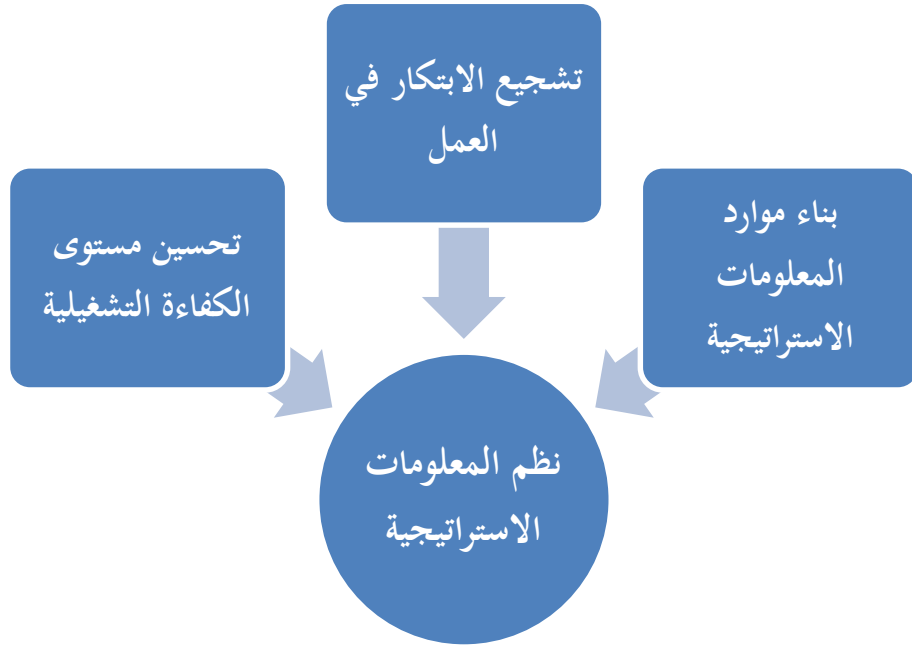 تشجيع الابتكار في
العمل
بناء موارد
المعلومات
الاستراتيجية
تحسين مستوى
الكفاءة التشغيلية
نظم المعلومات
الاستراتيجية